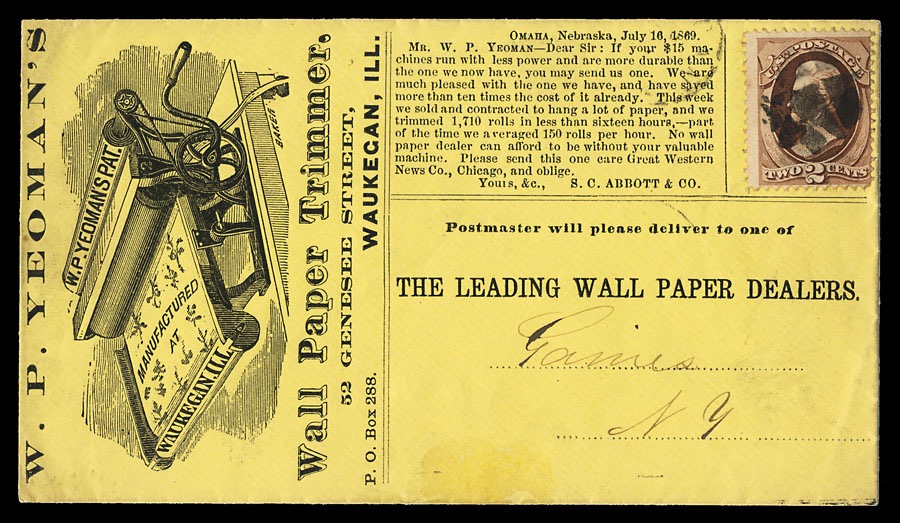 W. P. YEOMAN'S
W.P. YEOMAN'S PAT.
MANUFACTURED
AT
WAUKEGAN ILL.
BAKER
Wall Paper Trimmer.
52 GENESEE STREET,
P. O. Box 288. WAUKEGAN, ILL.
OMAHA, Nebraska, July 16, 1869.
MR. W. P. YEOMAN—Dear Sir: If your $15 ma-
chines run with less power and are more durable than
the one we now have, you may send us one. We are
much pleased with the one we have, and have saved
more than ten times the cost of it already. This week
we sold and contracted to hang a lot of paper, and we
trimmed 1,710 rolls in less than sixteen hours,—part
of the time we averaged 150 rolls per hour. No wall
paper dealer can afford to be without your valuable
machine. Please send this one care Great Western
News Co., Chicago, and oblige.
Yours, &c., S. C. ABBOTT & CO.
U.S. POSTAGE
TWO 2 CENTS
Postmaster will please deliver to one of
THE LEADING WALL PAPER DEALERS.
Gaines
N Y